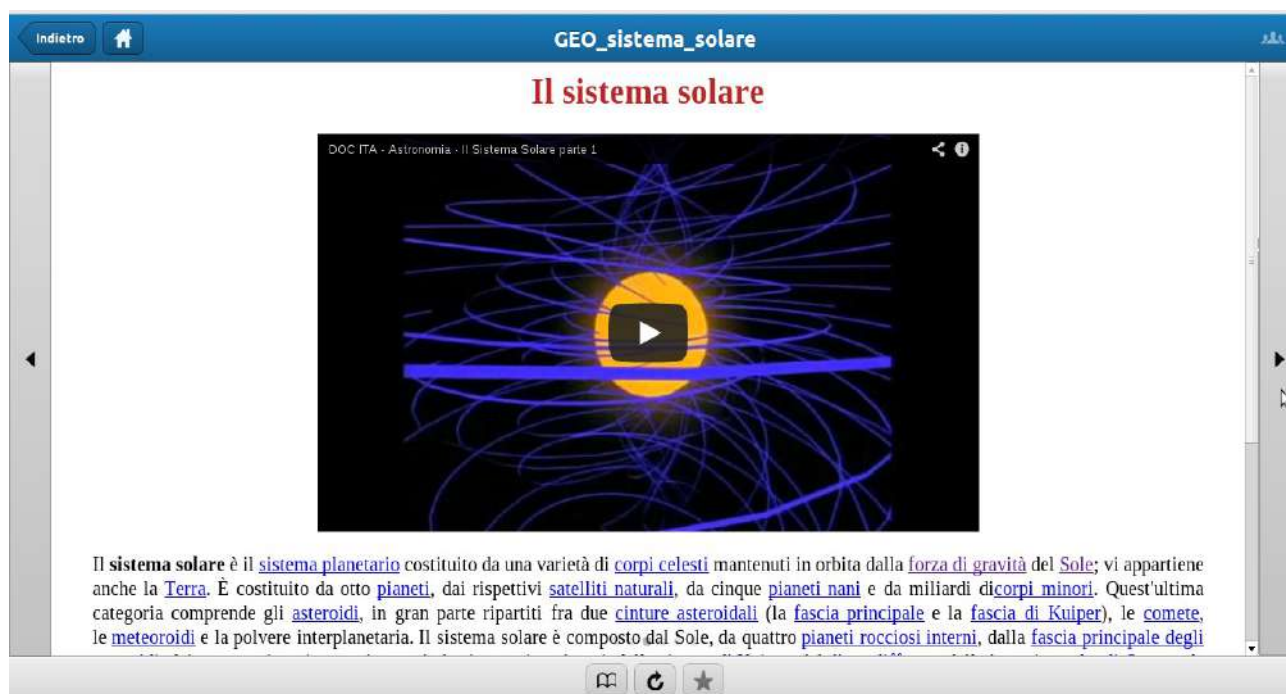 Indietro
GEO_sistema_solare
Il sistema solare
DOC ITA - Astronomia - Il Sistema Solare parte 1
Il sistema solare è il sistema planetario costituito da una varietà di corpi celesti mantenuti in orbita dalla forza di gravità del Sole; vi appartiene
anche la Terra. È costituito da otto pianeti, dai rispettivi satelliti naturali, da cinque pianeti nani e da miliardi dicorpi minori. Quest'ultima
categoria comprende gli asteroidi, in gran parte ripartiti fra due cinture asteroidali (la fascia principale e la fascia di Kuiper), le comete,
le meteoroidi e la polvere interplanetaria. Il sistema solare è composto dal Sole, da quattro pianeti rocciosi interni, dalla fascia principale degli